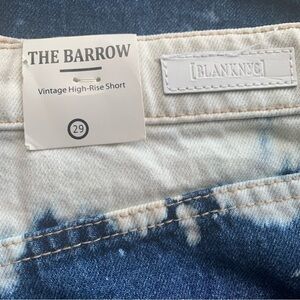 THE BARROW
Vintage High-Rise Short
29
[BLANKNYC]